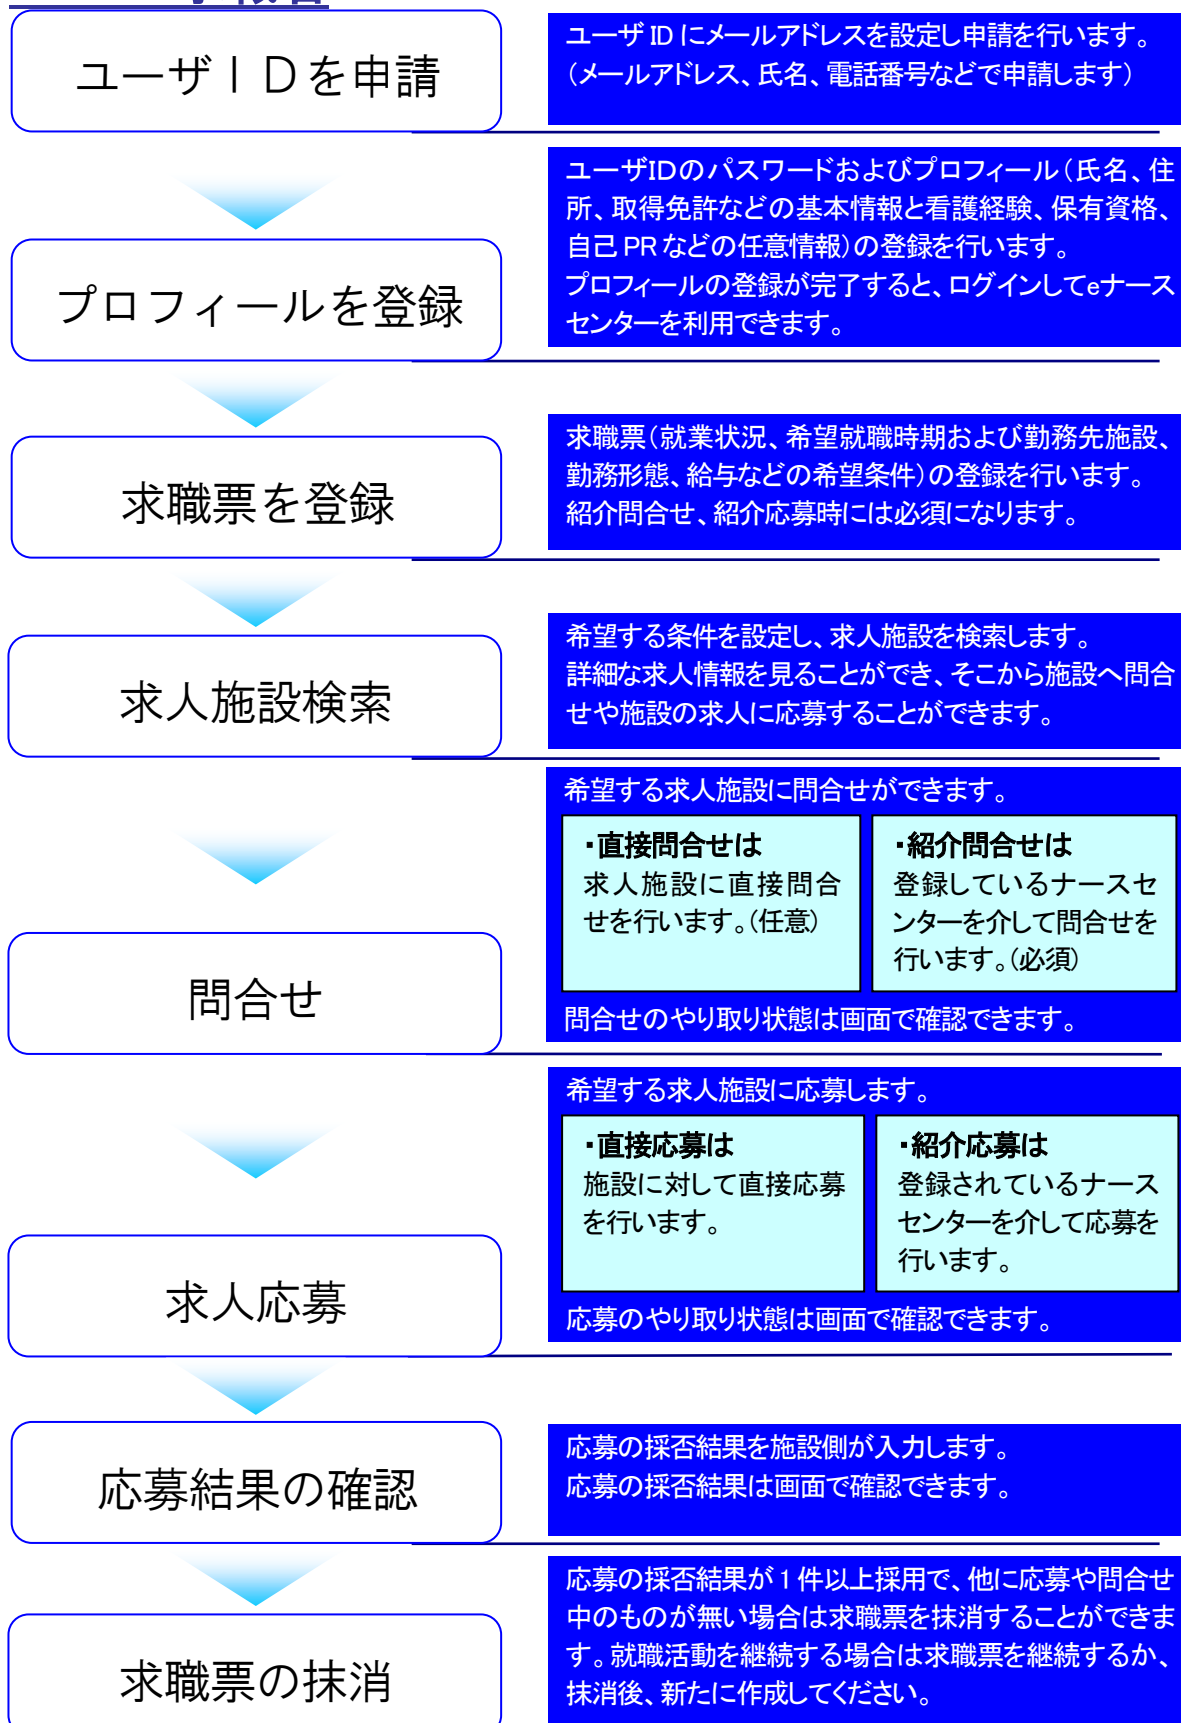 ユーザＩＤを申請
ユーザ ID にメールアドレスを設定し申請を行います。
（メールアドレス、氏名、電話番号などで申請します）
プロフィールを登録
ユーザIDのパスワードおよびプロフィール（氏名、住
所、取得免許などの基本情報と看護経験、保有資格、
自己 PR などの任意情報）の登録を行います。
プロフィールの登録が完了すると、ログインしてeナース
センターを利用できます。
求職票を登録
求職票（就業状況、希望就職時期および勤務先施設、
勤務形態、給与などの希望条件）の登録を行います。
紹介問合せ、紹介応募時には必須になります。
求人施設検索
希望する条件を設定し、求人施設を検索します。
詳細な求人情報を見ることができ、そこから施設へ問合
せや施設の求人に応募することができます。
問合せ
希望する求人施設に問合せができます。
・直接問合せは
求人施設に直接問合
せを行います。(任意)
・紹介問合せは
登録しているナースセ
ンターを介して問合せを
行います。(必須)
問合せのやり取り状態は画面で確認できます。
求人応募
希望する求人施設に応募します。
・直接応募は
施設に対して直接応募
を行います。
・紹介応募は
登録されているナース
センターを介して応募を
行います。
応募のやり取り状態は画面で確認できます。
応募結果の確認
応募の採否結果を施設側が入力します。
応募の採否結果は画面で確認できます。
求職票の抹消
応募の採否結果が 1 件以上採用で、他に応募や問合せ
中のものが無い場合は求職票を抹消することができま
す。就職活動を継続する場合は求職票を継続するか、
抹消後、新たに作成してください。